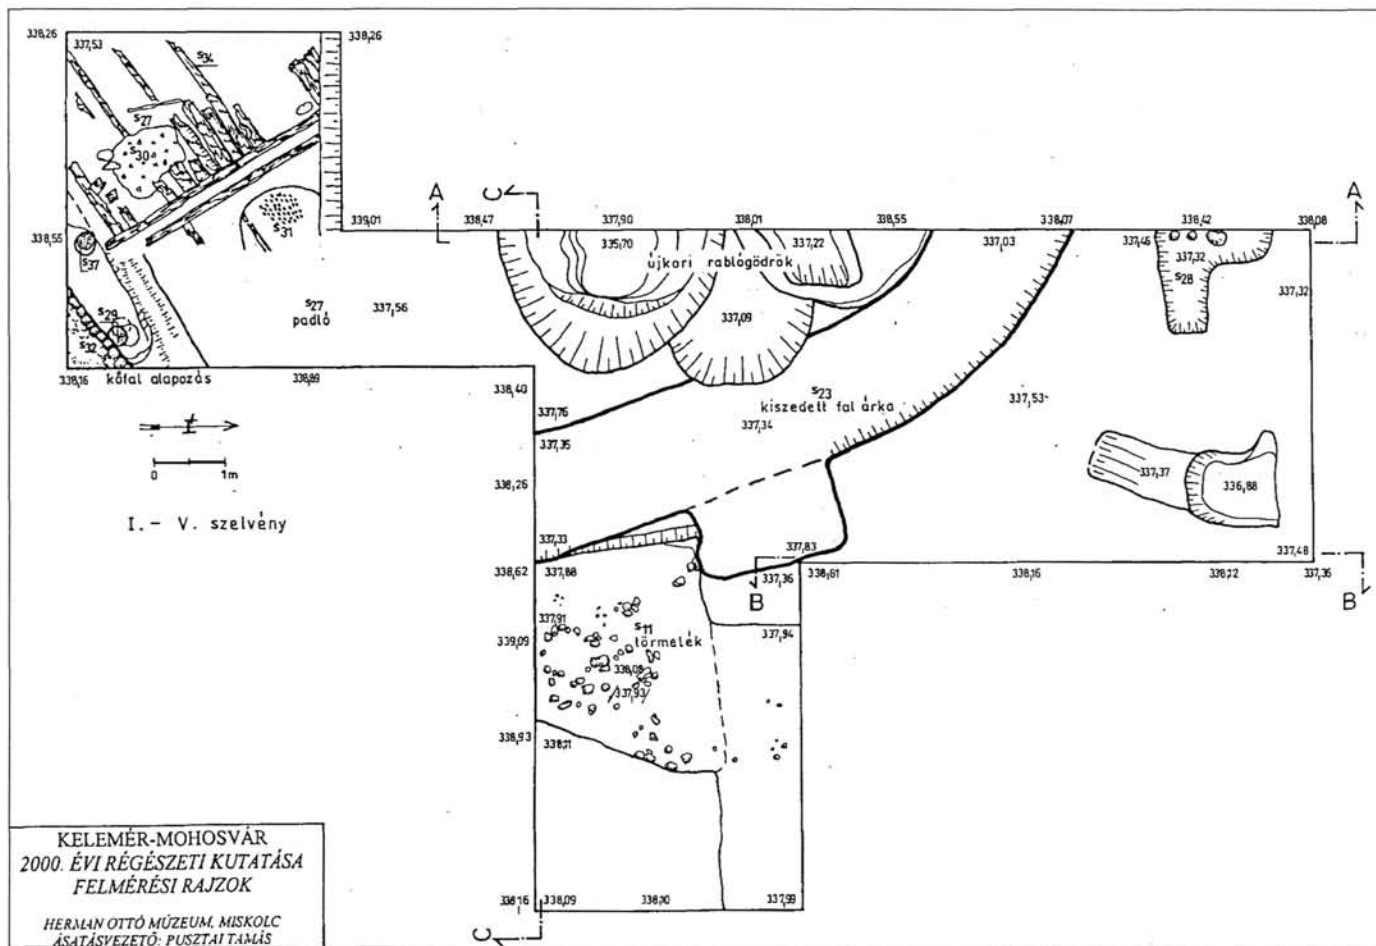 338,26
337,53
S34
338,26
S27
S30
S31
339,01
338,55
S37
S29
S32
338,16
kőfal alapozás
338,89
S27
padló
337,56
A
C
338,47
337,90
338,01
338,55
338,07
338,42
338,08
A
335,70
337,22
337,03
337,46
337,32
S28
337,32
újkori rablógödrök
337,09
338,40
337,76
337,35
S23
kiszedett fal árka
337,34
337,53
337,37
336,88
0 1m
I.- V. szelvény
338,26
337,33
337,83
337,48
338,62
337,88
337,36
338,61
338,16
337,36
B
B
337,91
339,09
S11
törmelék
337,94
338,08
/337,93/
338,93
338,11
338,16
338,09
338,10
337,99
C
KELEMÉR-MOHOSVÁR
2000. ÉVI RÉGÉSZETI KUTATÁSA
FELMÉRÉSI RAJZOK
HERMAN OTTÓ MÚZEUM, MISKOLC
ÁSATÁSVEZETŐ: PUSZTAI TAMÁS